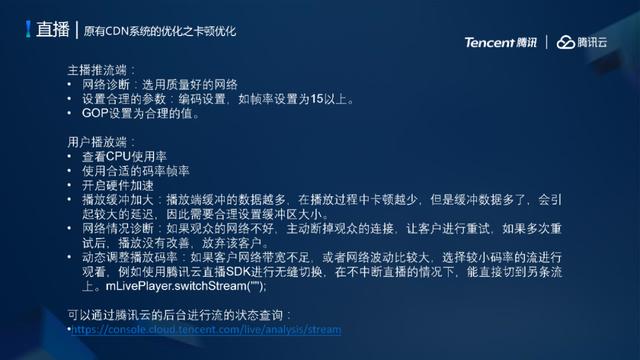 直播 | 原有CDN系统的优化之卡顿优化
Tencent 腾讯 | 腾讯云
主播推流端：
• 网络诊断：选用质量好的网络
• 设置合理的参数：编码设置，如帧率设置为15以上。
• GOP设置为合理的值。
用户播放端：
• 查看CPU使用率
• 使用合适的码率帧率
• 开启硬件加速
• 播放缓冲加大：播放端缓冲的数据越多，在播放过程中卡顿越少，但是缓冲数据多了，会引
起较大的延迟，因此需要合理设置缓冲区大小。
• 网络情况诊断：如果观众的网络不好，主动断掉观众的连接，让客户进行重试，如果多次重
试后，播放没有改善，放弃该客户。
• 动态调整播放码率：如果客户网络带宽不足，或者网络波动比较大，选择较小码率的流进行
观看，例如使用腾讯云直播SDK进行无缝切换，在不中断直播的情况下，能直接切到另条流
上。mLivePlayer.switchStream("");
可以通过腾讯云的后台进行流的状态查询：
•https://console.cloud.tencent.com/live/analysis/stream